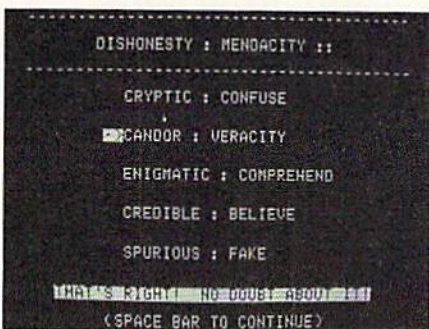 DISHONESTY : MENDACITY ::
CRYPTIC : CONFUSE
CANDOR : VERACITY
ENIGMATIC : COMPREHEND
CREDIBLE : BELIEVE
SPURIOUS : FAKE
THAT'S RIGHT! NO DOUBT ABOUT IT!
(SPACE BAR TO CONTINUE)